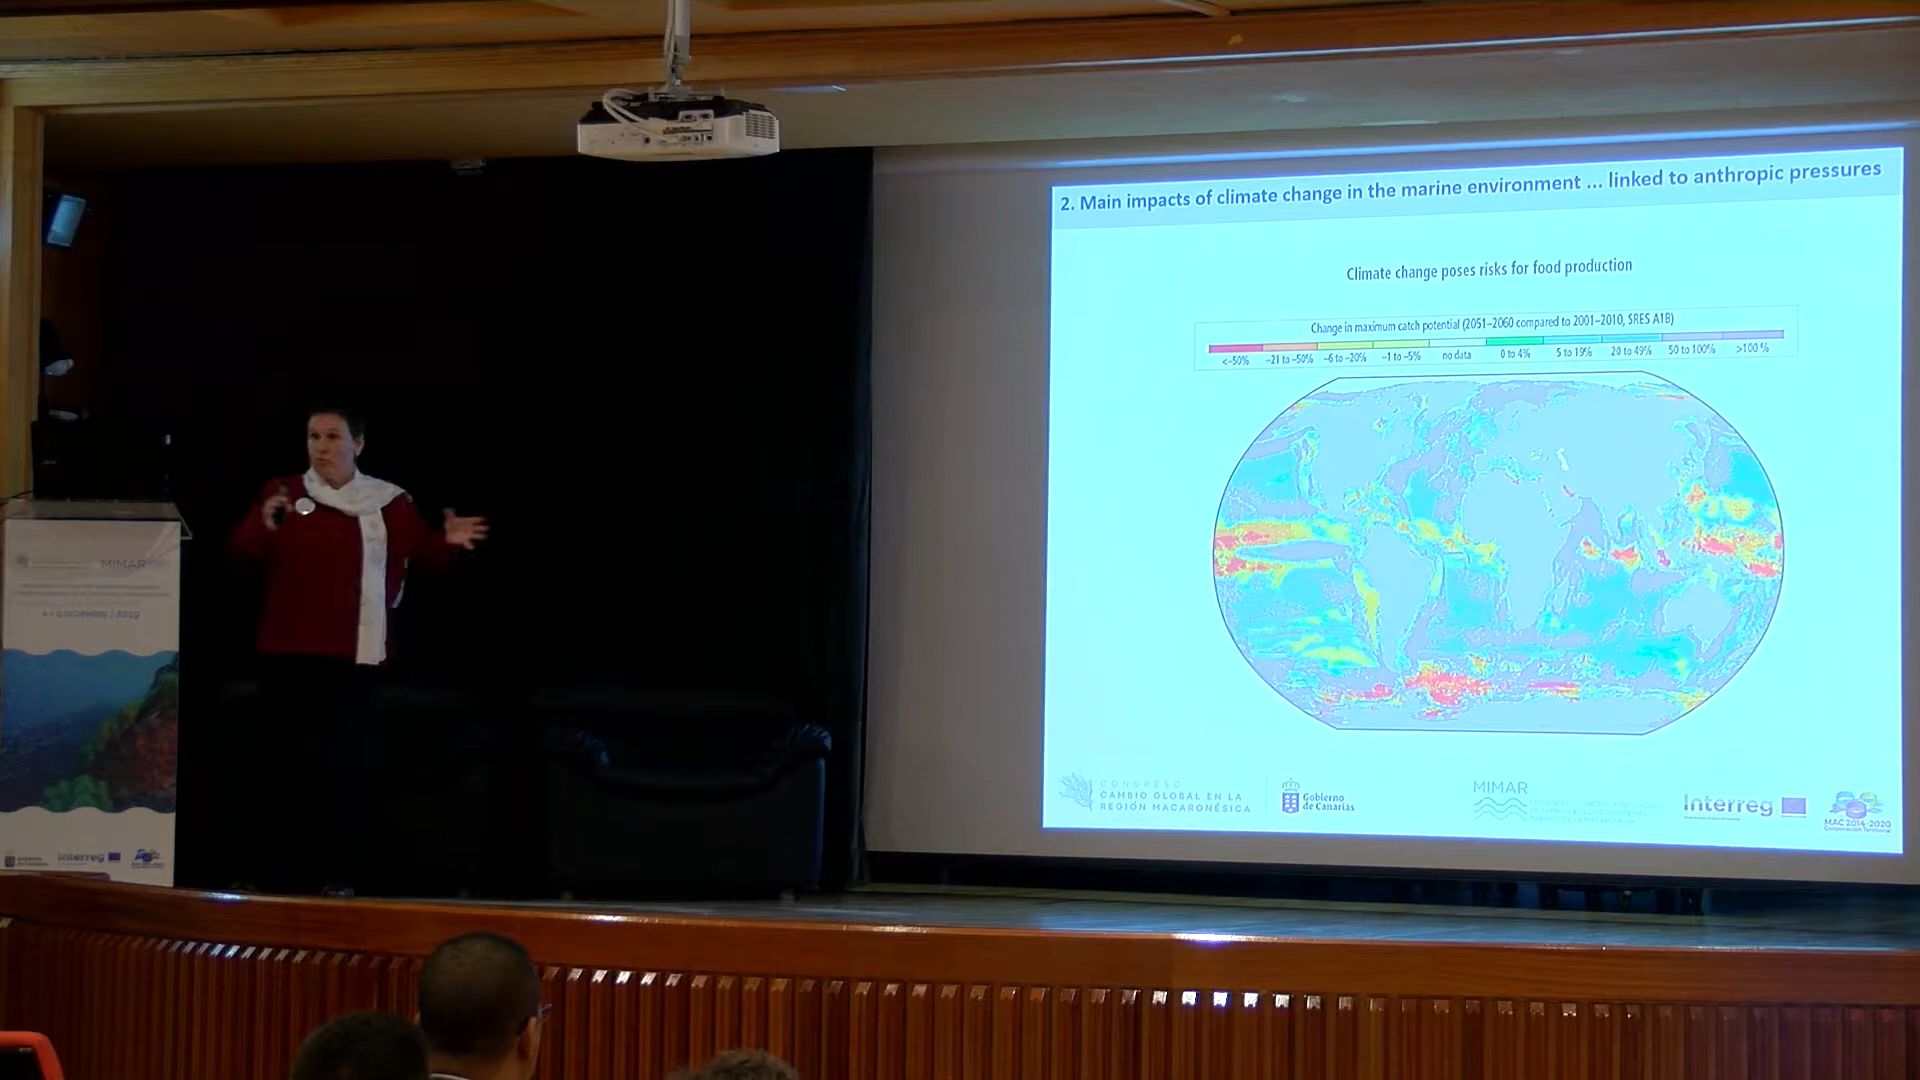 2. Main impacts of climate change in the marine environment ... linked to anthropic pressures
Climate change poses risks for food production
Change in maximum catch potential (2051–2060 compared to 2001–2010, SRES A1B)
<–50% –21 to –50% –6 to –20% –1 to –5% no data 0 to 4% 5 to 19% 20 to 49% 50 to 100% >100 %
CONGRESO
CAMBIO GLOBAL EN LA
REGIÓN MACARONÉSICA
Gobierno
de Canarias
MIMAR
Interreg
MAC 2014-2020
Cooperación Territorial
MIMAR
Interreg